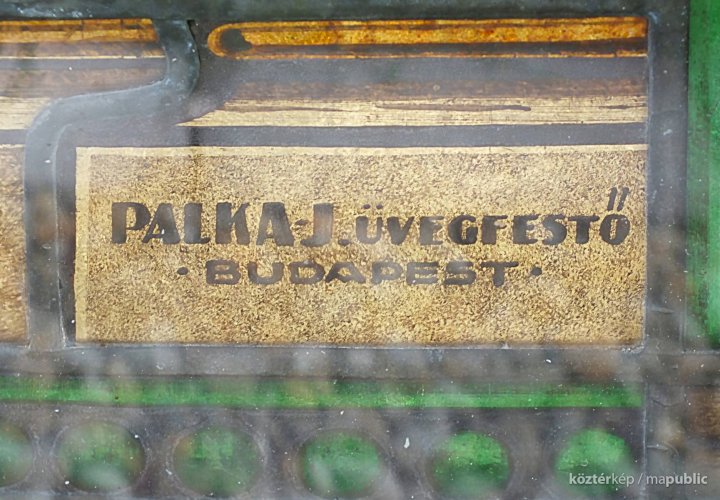 PALKA-J. ÜVEGFESTŐ
· BUDAPEST ·
köztérkép / mapublic